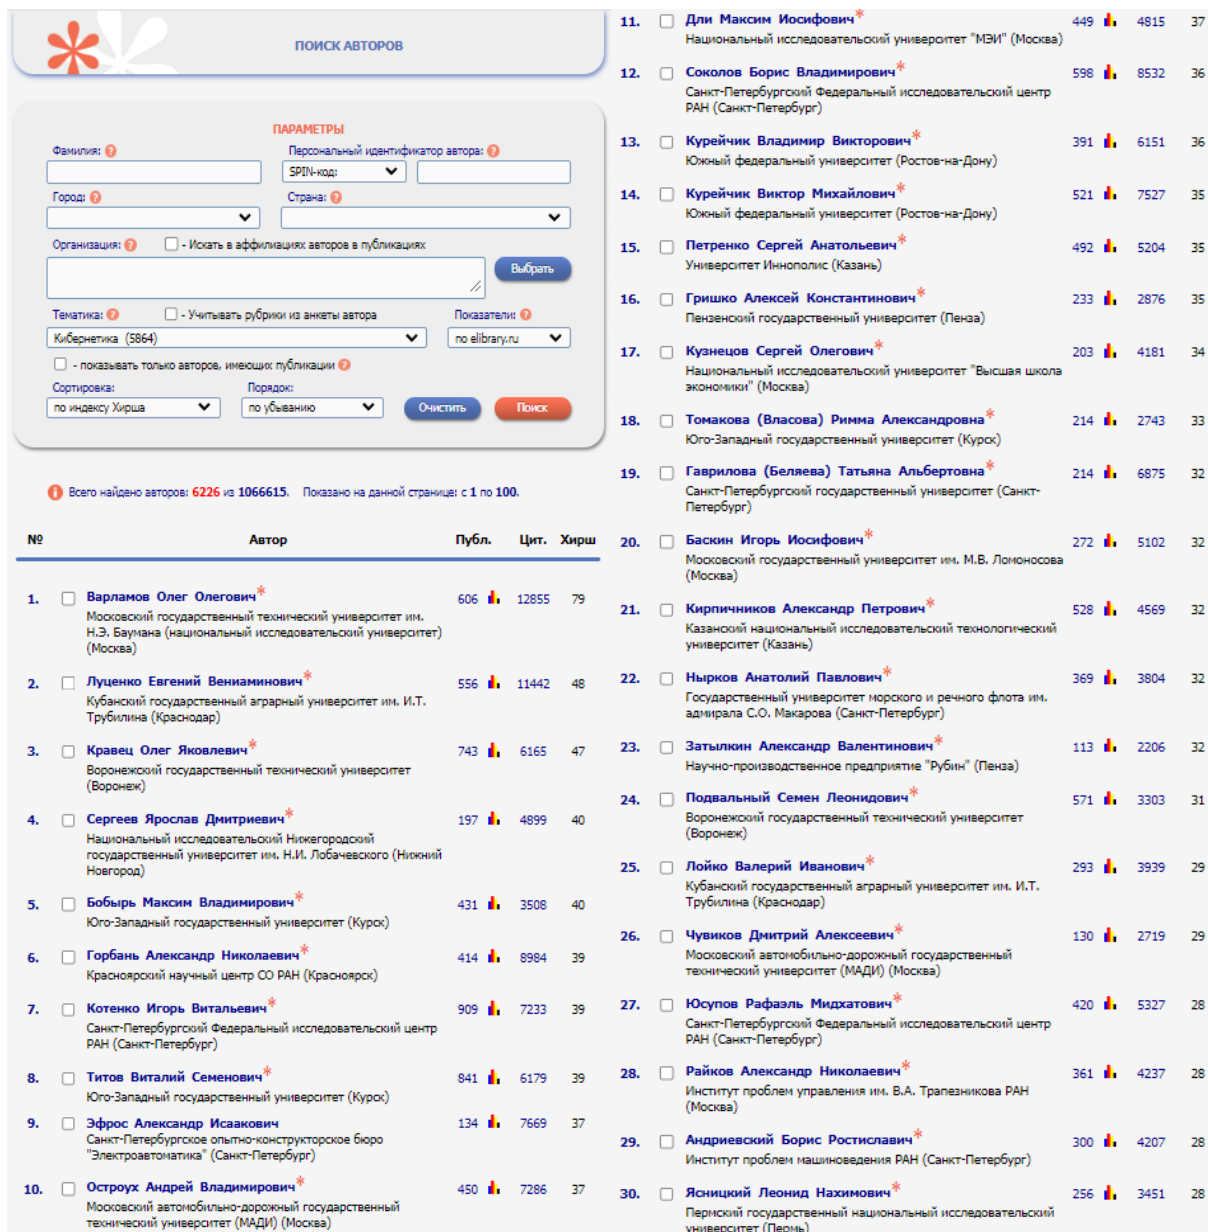 ПОИСК АВТОРОВ
ПАРАМЕТРЫ
Фамилия: ?
Персональный идентификатор автора: ?
SPIN-код:
Город: ?
Страна: ?
Организация: ? - Искать в аффилиациях авторов в публикациях
Выбрать
Тематика: ? - Учитывать рубрики из анкеты автора
Показатели: ?
Кибернетика (5864)
по elibrary.ru
- показывать только авторов, имеющих публикации ?
Сортировка:
Порядок:
по индексу Хирша
по убыванию
Очистить
Поиск
Всего найдено авторов: 6226 из 1066615. Показано на данной странице: с 1 по 100.
№ Автор Публ. Цит. Хирш
1. Варламов Олег Олегович* 606 12855 79
Московский государственный технический университет им.
Н.Э. Баумана (национальный исследовательский университет)
(Москва)
2. Луценко Евгений Вениаминович* 556 11442 48
Кубанский государственный аграрный университет им. И.Т.
Трубилина (Краснодар)
3. Кравец Олег Яковлевич* 743 6165 47
Воронежский государственный технический университет
(Воронеж)
4. Сергеев Ярослав Дмитриевич* 197 4899 40
Национальный исследовательский Нижегородский
государственный университет им. Н.И. Лобачевского (Нижний
Новгород)
5. Бобырь Максим Владимирович* 431 3508 40
Юго-Западный государственный университет (Курск)
6. Горбань Александр Николаевич* 414 8984 39
Красноярский научный центр СО РАН (Красноярск)
7. Котенко Игорь Витальевич* 909 7233 39
Санкт-Петербургский Федеральный исследовательский центр
РАН (Санкт-Петербург)
8. Титов Виталий Семенович* 841 6179 39
Юго-Западный государственный университет (Курск)
9. Эфрос Александр Исаакович 134 7669 37
Санкт-Петербургское опытно-конструкторское бюро
"Электроавтоматика" (Санкт-Петербург)
10. Остроух Андрей Владимирович* 450 7286 37
Московский автомобильно-дорожный государственный
технический университет (МАДИ) (Москва)
11. Дли Максим Иосифович* 449 4815 37
Национальный исследовательский университет "МЭИ" (Москва)
12. Соколов Борис Владимирович* 598 8532 36
Санкт-Петербургский Федеральный исследовательский центр
РАН (Санкт-Петербург)
13. Курейчик Владимир Викторович* 391 6151 36
Южный федеральный университет (Ростов-на-Дону)
14. Курейчик Виктор Михайлович* 521 7527 35
Южный федеральный университет (Ростов-на-Дону)
15. Петренко Сергей Анатольевич* 492 5204 35
Университет Иннополис (Казань)
16. Гришко Алексей Константинович* 233 2876 35
Пензенский государственный университет (Пенза)
17. Кузнецов Сергей Олегович* 203 4181 34
Национальный исследовательский университет "Высшая школа
экономики" (Москва)
18. Томакова (Власова) Римма Александровна* 214 2743 33
Юго-Западный государственный университет (Курск)
19. Гаврилова (Беляева) Татьяна Альбертовна* 214 6875 32
Санкт-Петербургский государственный университет (Санкт-
Петербург)
20. Баскин Игорь Иосифович* 272 5102 32
Московский государственный университет им. М.В. Ломоносова
(Москва)
21. Кирпичников Александр Петрович* 528 4569 32
Казанский национальный исследовательский технологический
университет (Казань)
22. Нырков Анатолий Павлович* 369 3804 32
Государственный университет морского и речного флота им.
адмирала С.О. Макарова (Санкт-Петербург)
23. Затылкин Александр Валентинович* 113 2206 32
Научно-производственное предприятие "Рубин" (Пенза)
24. Подвальный Семен Леонидович* 571 3303 31
Воронежский государственный технический университет
(Воронеж)
25. Лойко Валерий Иванович* 293 3939 29
Кубанский государственный аграрный университет им. И.Т.
Трубилина (Краснодар)
26. Чувиков Дмитрий Алексеевич* 130 2719 29
Московский автомобильно-дорожный государственный
технический университет (МАДИ) (Москва)
27. Юсупов Рафаэль Мидхатович* 420 5327 28
Санкт-Петербургский Федеральный исследовательский центр
РАН (Санкт-Петербург)
28. Райков Александр Николаевич* 361 4237 28
Институт проблем управления им. В.А. Трапезникова РАН
(Москва)
29. Андриевский Борис Ростиславич* 300 4207 28
Институт проблем машиноведения РАН (Санкт-Петербург)
30. Ясницкий Леонид Нахимович* 256 3451 28
Пермский государственный национальный исследовательский
университет (Пермь)